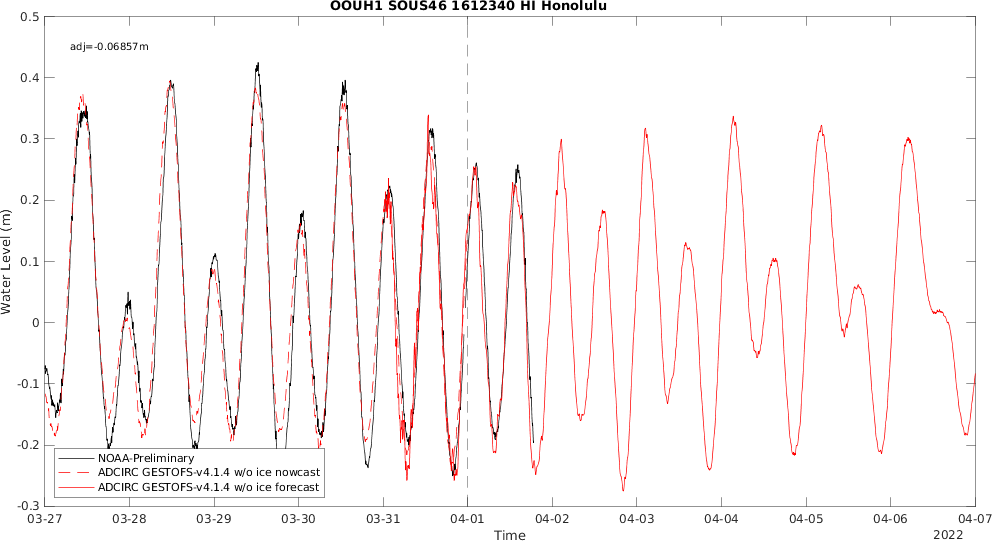 OOUH1 SOUS46 1612340 HI Honolulu
adj=-0.06857m
0.5
0.4
0.3
0.2
0.1
0
-0.1
-0.2
-0.3
Water Level (m)
NOAA-Preliminary
ADCIRC GESTOFS-v4.1.4 w/o ice nowcast
ADCIRC GESTOFS-v4.1.4 w/o ice forecast
03-27 03-28 03-29 03-30 03-31 04-01 04-02 04-03 04-04 04-05 04-06 04-07
Time
2022